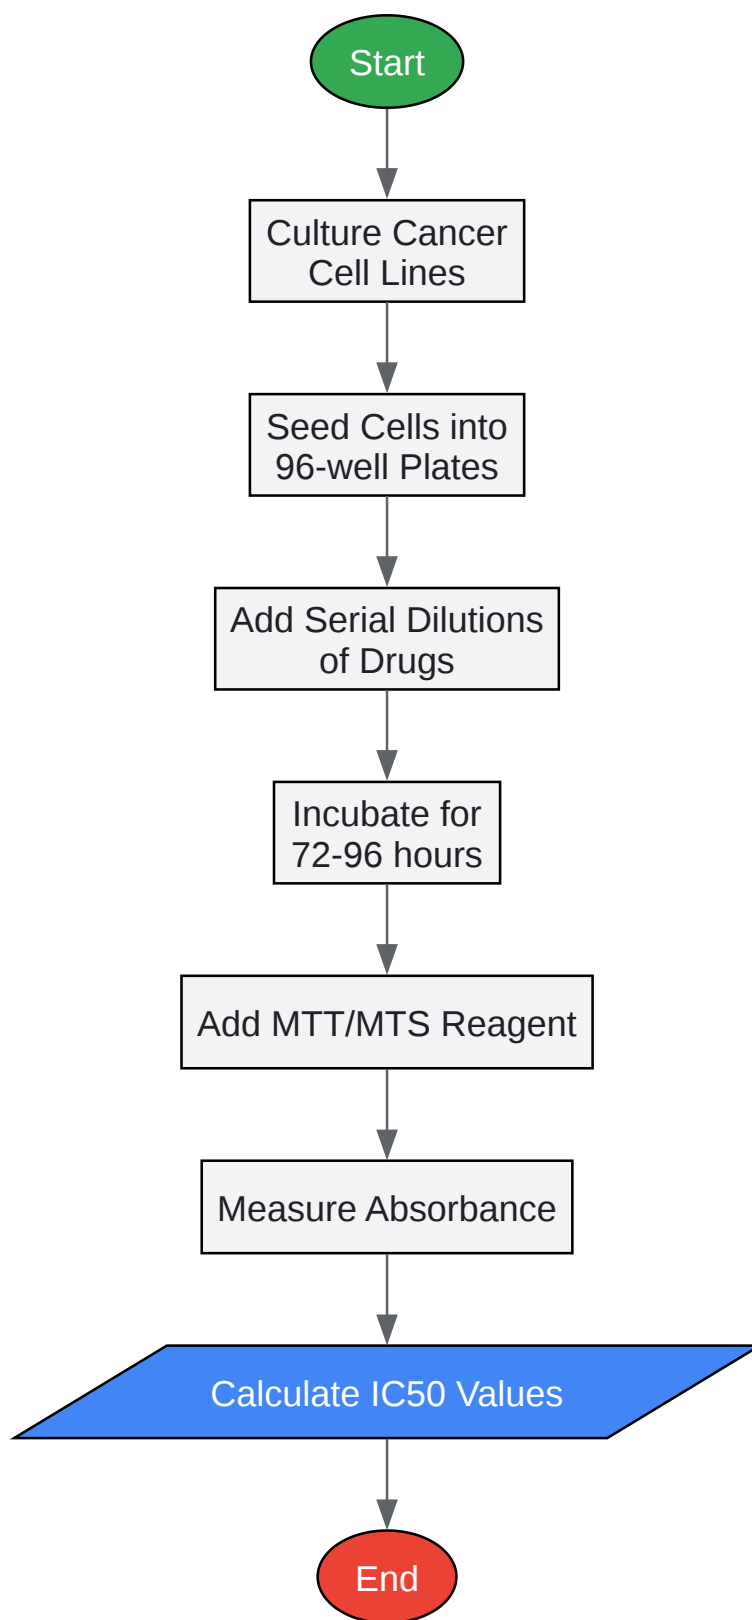 Start
Culture Cancer
Cell Lines
Seed Cells into
96-well Plates
Add Serial Dilutions
of Drugs
Incubate for
72-96 hours
Add MTT/MTS Reagent
Measure Absorbance
Calculate IC50 Values
End